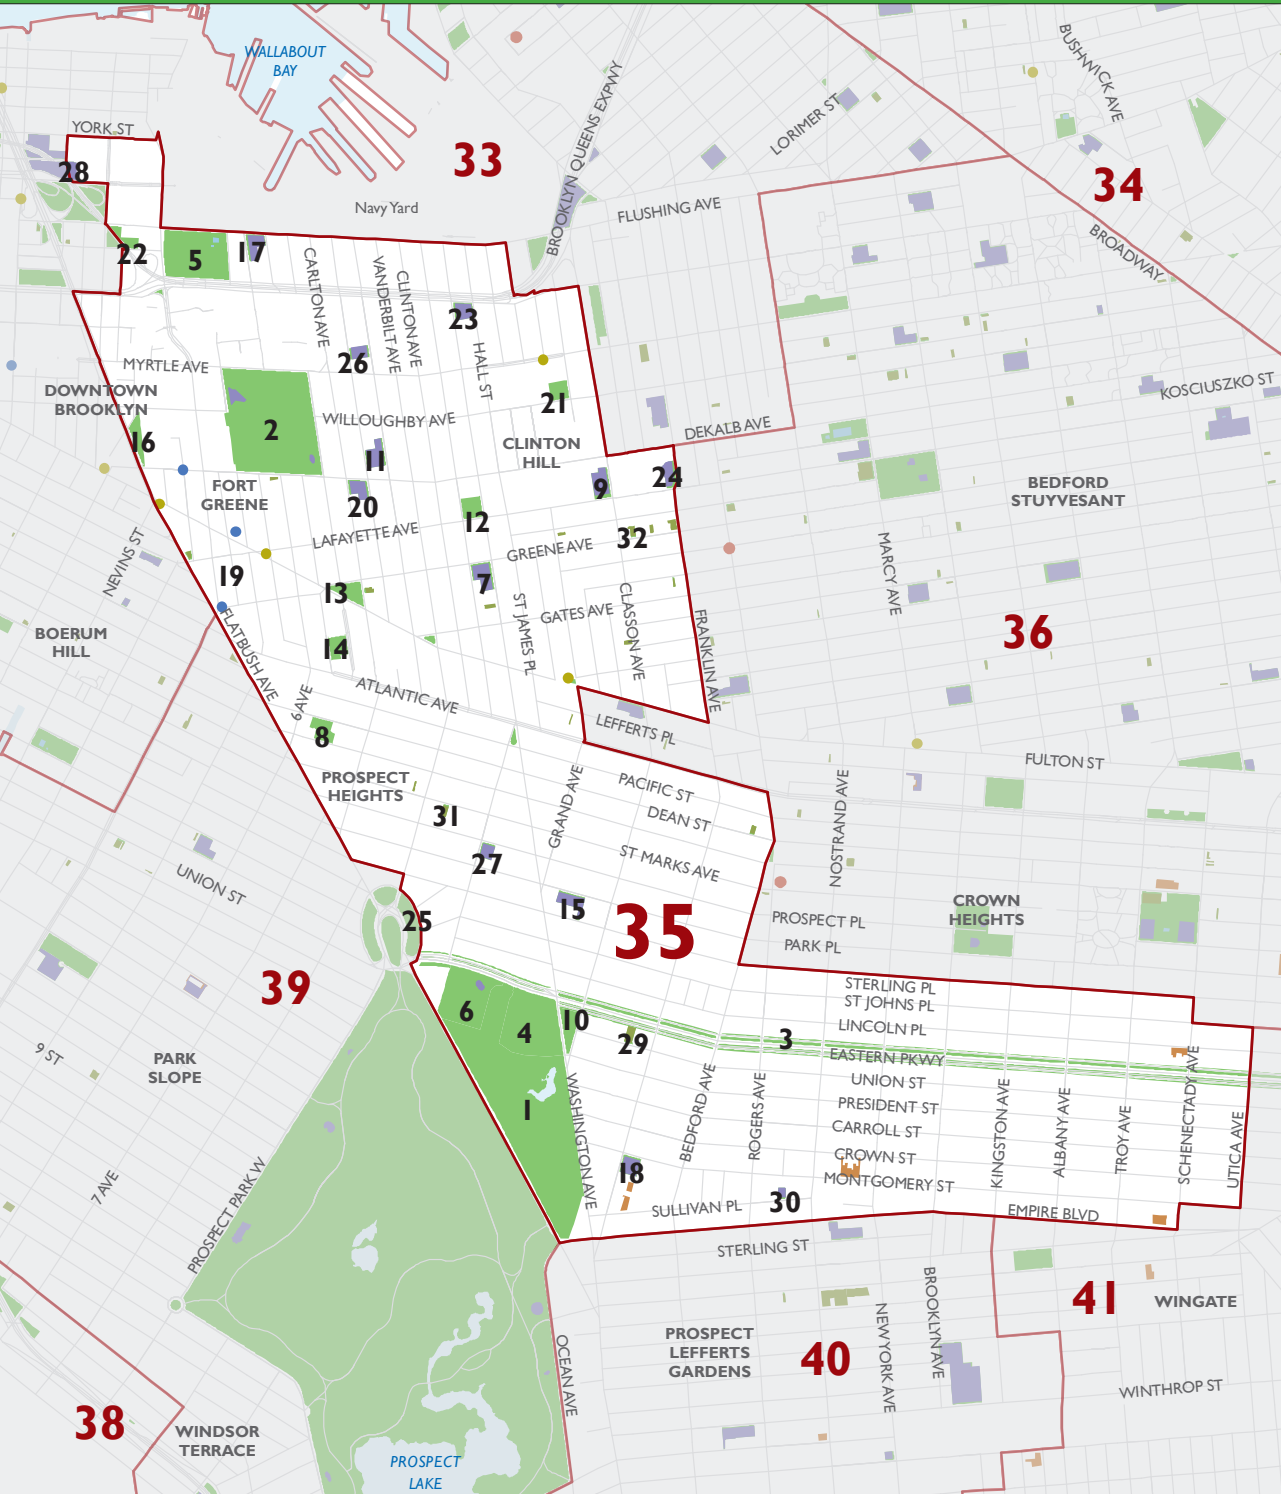 WALLABOUT
BAY
BUSHWICK AVE
BROOKLYN QUEENS EXPWY
LORIMER ST
YORK ST
33
28
34
Navy Yard
FLUSHING AVE
BROADWAY
22
5
17
CARLTON AVE
VANDERBILT AVE
CLINTON AVE
23
HALL ST
26
MYRTLE AVE
DOWNTOWN
BROOKLYN
KOSCIUSZKO ST
21
2
WILLOUGHBY AVE
DEKALB AVE
16
CLINTON
HILL
11
24
9
FORT
GREENE
BEDFORD
STUYVESANT
20
12
LAFAYETTE AVE
32
GREENE AVE
NEVINS ST
MARCY AVE
19
7
13
ST JAMES PL
GATES AVE
CLASSON AVE
36
BOERUM
HILL
FLATBUSH AVE
14
FRANKLIN AVE
6 AVE
ATLANTIC AVE
LEFFERTS PL
8
FULTON ST
PROSPECT
HEIGHTS
PACIFIC ST
GRAND AVE
NOSTRAND AVE
31
DEAN ST
27
ST MARKS AVE
UNION ST
15
CROWN
HEIGHTS
25
35
PROSPECT PL
PARK PL
39
STERLING PL
ST JOHNS PL
6
4
10
29
3
LINCOLN PL
EASTERN PKWY
9 ST
PARK
SLOPE
UNION ST
1
WASHINGTON AVE
BEDFORD AVE
ROGERS AVE
PRESIDENT ST
CARROLL ST
CROWN ST
MONTGOMERY ST
KINGSTON AVE
ALBANY AVE
TROY AVE
SCHENECTADY AVE
UTICA AVE
18
30
7 AVE
PROSPECT PARK W
SULLIVAN PL
EMPIRE BLVD
STERLING ST
41
WINGATE
BROOKLYN AVE
NEW YORK AVE
PROSPECT
LEFFERTS
GARDENS
40
OCEAN AVE
WINTHROP ST
38
WINDSOR
TERRACE
PROSPECT
LAKE